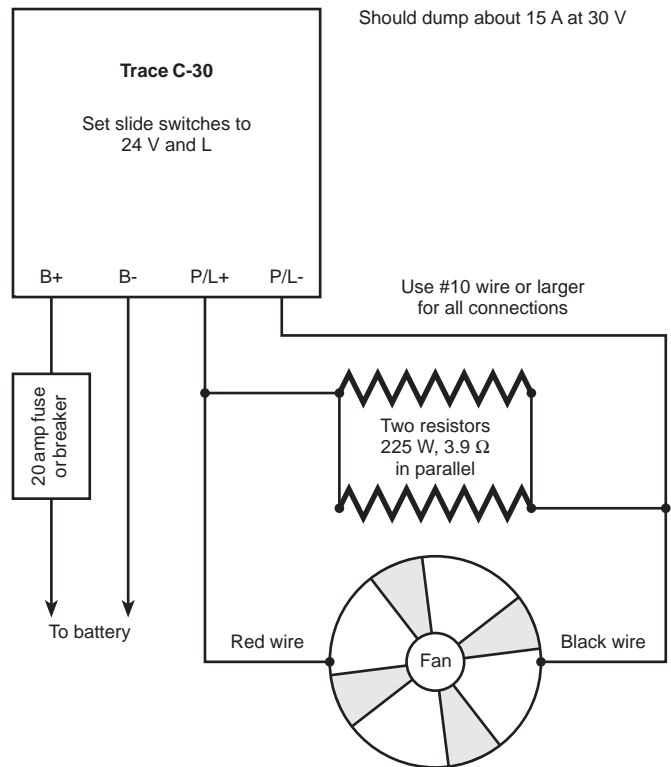 Should dump about 15 A at 30 V
Trace C-30
Set slide switches to
24 V and L
B+ B- P/L+ P/L-
Use #10 wire or larger
for all connections
20 amp fuse
or breaker
Two resistors
225 W, 3.9 Ω
in parallel
To battery
Red wire
Fan
Black wire